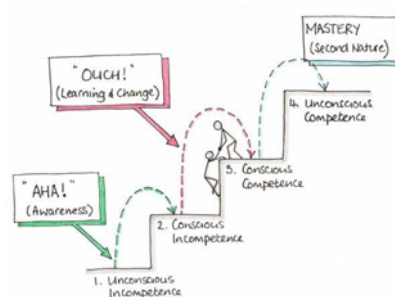 MASTERY
(Second Nature)
"OUCH!"
(Learning & Change)
4. Unconscious
Competence
"AHA!"
(Awareness)
3. Conscious
Competence
2. Conscious
Incompetence
1. Unconscious
Incompetence